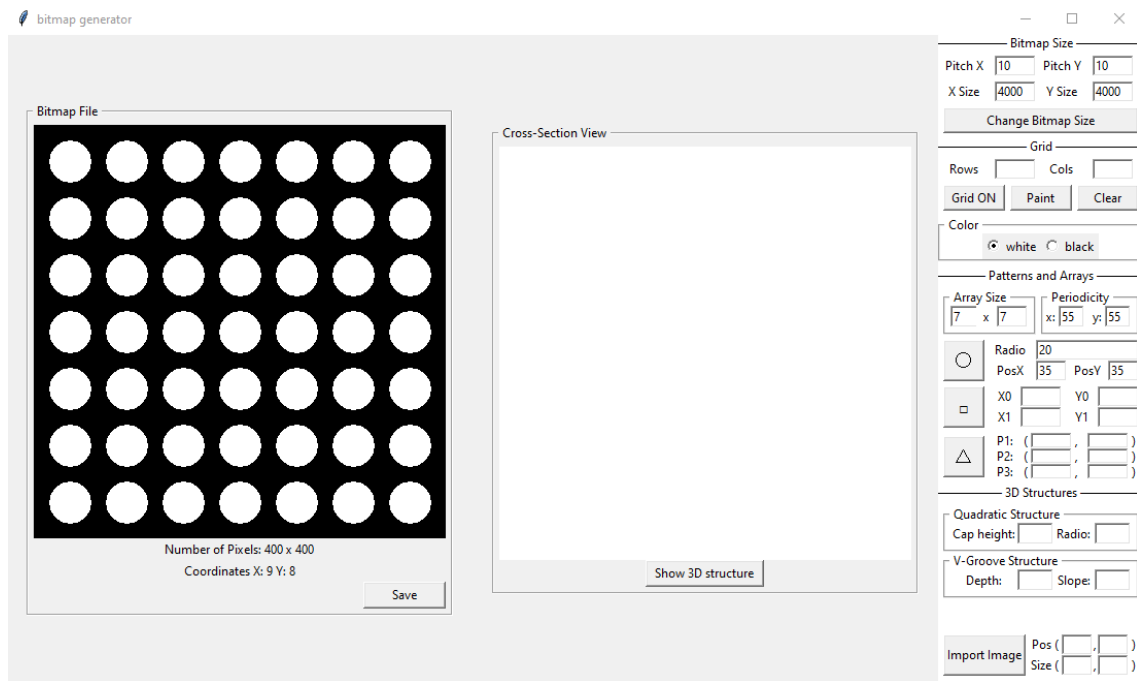 bitmap generator
Bitmap File
Number of Pixels: 400 x 400
Coordinates X: 9 Y: 8
Save
Cross-Section View
Show 3D structure
Bitmap Size
Pitch X 10 Pitch Y 10
X Size 4000 Y Size 4000
Change Bitmap Size
Grid
Rows Cols
Grid ON Paint Clear
Color
white black
Patterns and Arrays
Array Size Periodicity
7 x 7 x: 55 y: 55
Radio 20
PosX 35 PosY 35
X0 Y0
X1 Y1
P1: ( , )
P2: ( , )
P3: ( , )
3D Structures
Quadratic Structure
Cap height: Radio:
V-Groove Structure
Depth: Slope:
Import Image
Pos ( , )
Size ( , )